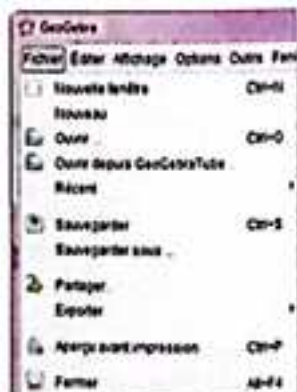 GeoGebra
Fichier Éditer Affichage Options Outils Fenê
Nouvelle fenêtre Ctrl+N
Nouveau
Ouvrir... Ctrl+O
Ouvrir depuis GeoGebraTube...
Récent
Sauvegarder Ctrl+S
Sauvegarder sous ...
Partager...
Exporter
Aperçu avant impression Ctrl+P
Fermer Alt+F4